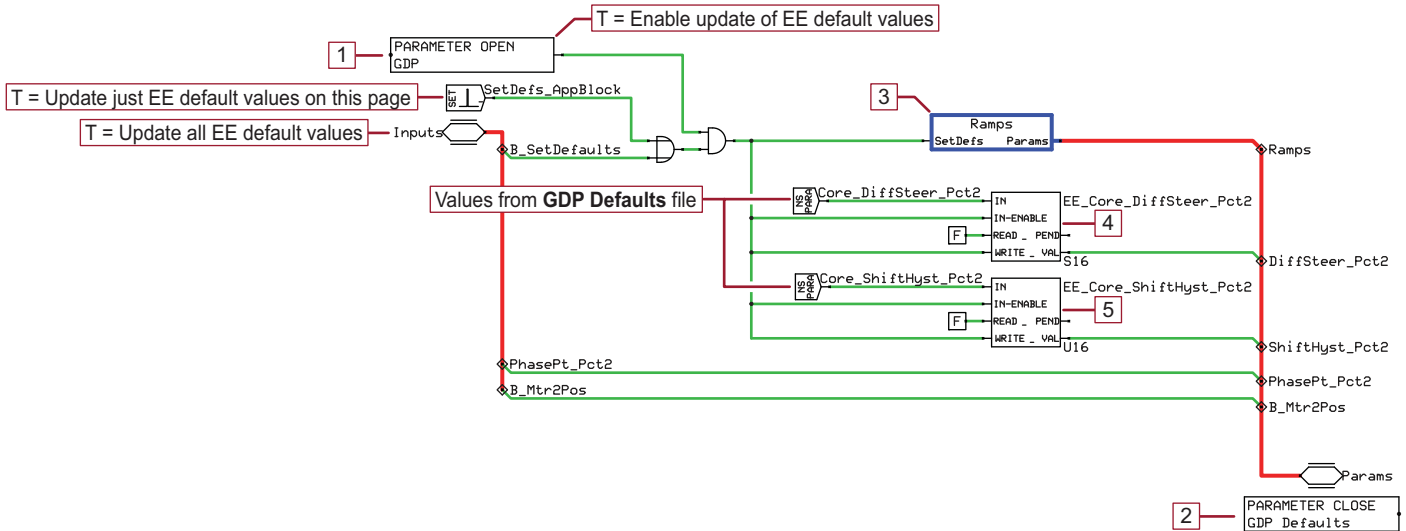 T = Enable update of EE default values
1
PARAMETER OPEN
GDP
T = Update just EE default values on this page
SET
SetDefs_AppBlock
3
Ramps
SetDefs Params
T = Update all EE default values
Inputs
B_SetDefaults
Ramps
Values from GDP Defaults file
NS PARA
Core_DiffSteer_Pct2
EE_Core_DiffSteer_Pct2
IN
IN-ENABLE
4
F
READ _ PEND
WRITE _ VAL
S16
DiffSteer_Pct2
NS PARA
Core_ShiftHyst_Pct2
EE_Core_ShiftHyst_Pct2
IN
IN-ENABLE
5
F
READ _ PEND
WRITE _ VAL
U16
ShiftHyst_Pct2
PhasePt_Pct2
PhasePt_Pct2
B_Mtr2Pos
B_Mtr2Pos
Params
2
PARAMETER CLOSE
GDP Defaults